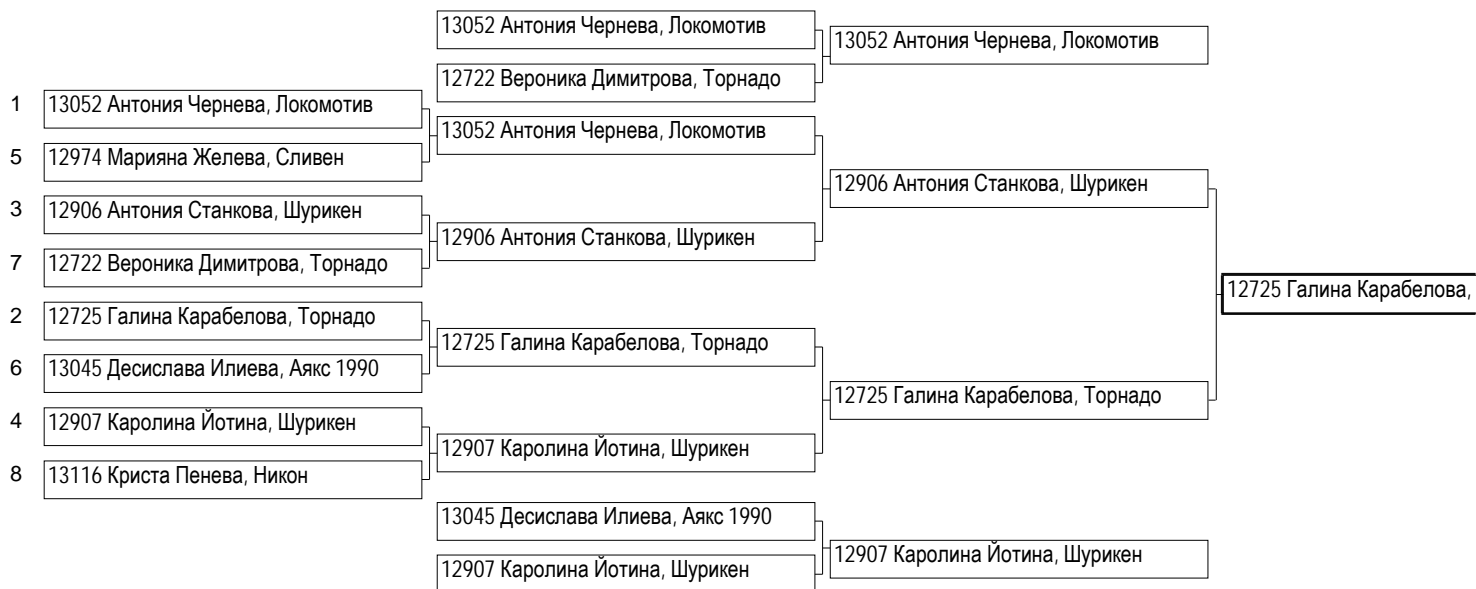 13052 Антония Чернева, Локомотив
13052 Антония Чернева, Локомотив
12722 Вероника Димитрова, Торнадо
1 13052 Антония Чернева, Локомотив
13052 Антония Чернева, Локомотив
5 12974 Марияна Желева, Сливен
12906 Антония Станкова, Шурикен
3 12906 Антония Станкова, Шурикен
12906 Антония Станкова, Шурикен
7 12722 Вероника Димитрова, Торнадо
12725 Галина Карабелова,
2 12725 Галина Карабелова, Торнадо
12725 Галина Карабелова, Торнадо
6 13045 Десислава Илиева, Аякс 1990
12725 Галина Карабелова, Торнадо
4 12907 Каролина Йотина, Шурикен
12907 Каролина Йотина, Шурикен
8 13116 Криста Пенева, Никон
13045 Десислава Илиева, Аякс 1990
12907 Каролина Йотина, Шурикен
12907 Каролина Йотина, Шурикен